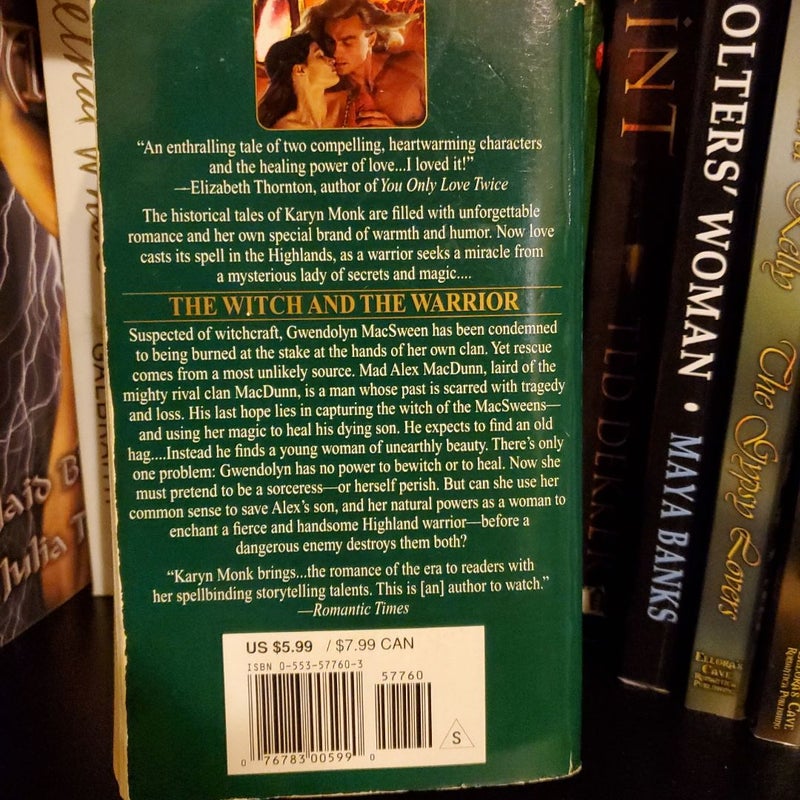 "An enthralling tale of two compelling, heartwarming characters
and the healing power of love...I loved it!"
—Elizabeth Thornton, author of You Only Love Twice
The historical tales of Karyn Monk are filled with unforgettable
romance and her own special brand of warmth and humor. Now love
casts its spell in the Highlands, as a warrior seeks a miracle from
a mysterious lady of secrets and magic....
THE WITCH AND THE WARRIOR
Suspected of witchcraft, Gwendolyn MacSween has been condemned
to being burned at the stake at the hands of her own clan. Yet rescue
comes from a most unlikely source. Mad Alex MacDunn, laird of the
mighty rival clan MacDunn, is a man whose past is scarred with tragedy
and loss. His last hope lies in capturing the witch of the MacSweens—
and using her magic to heal his dying son. He expects to find an old
hag....Instead he finds a young woman of unearthly beauty. There's only
one problem: Gwendolyn has no power to bewitch or to heal. Now she
must pretend to be a sorceress—or herself perish. But can she use her
common sense to save Alex's son, and her natural powers as a woman to
enchant a fierce and handsome Highland warrior—before a
dangerous enemy destroys them both?
"Karyn Monk brings...the romance of the era to readers with
her spellbinding storytelling talents. This is [an] author to watch."
—Romantic Times
US $5.99 / $7.99 CAN
ISBN 0-553-57760-3
57760
S
0 76783 00599 0
INT
TED DEKKER
OLTERS' WOMAN • MAYA BANKS
Kelly
The Gypsy Lovers
ELLORA'S
CAVE
ELLORA'S CAVE
Julia